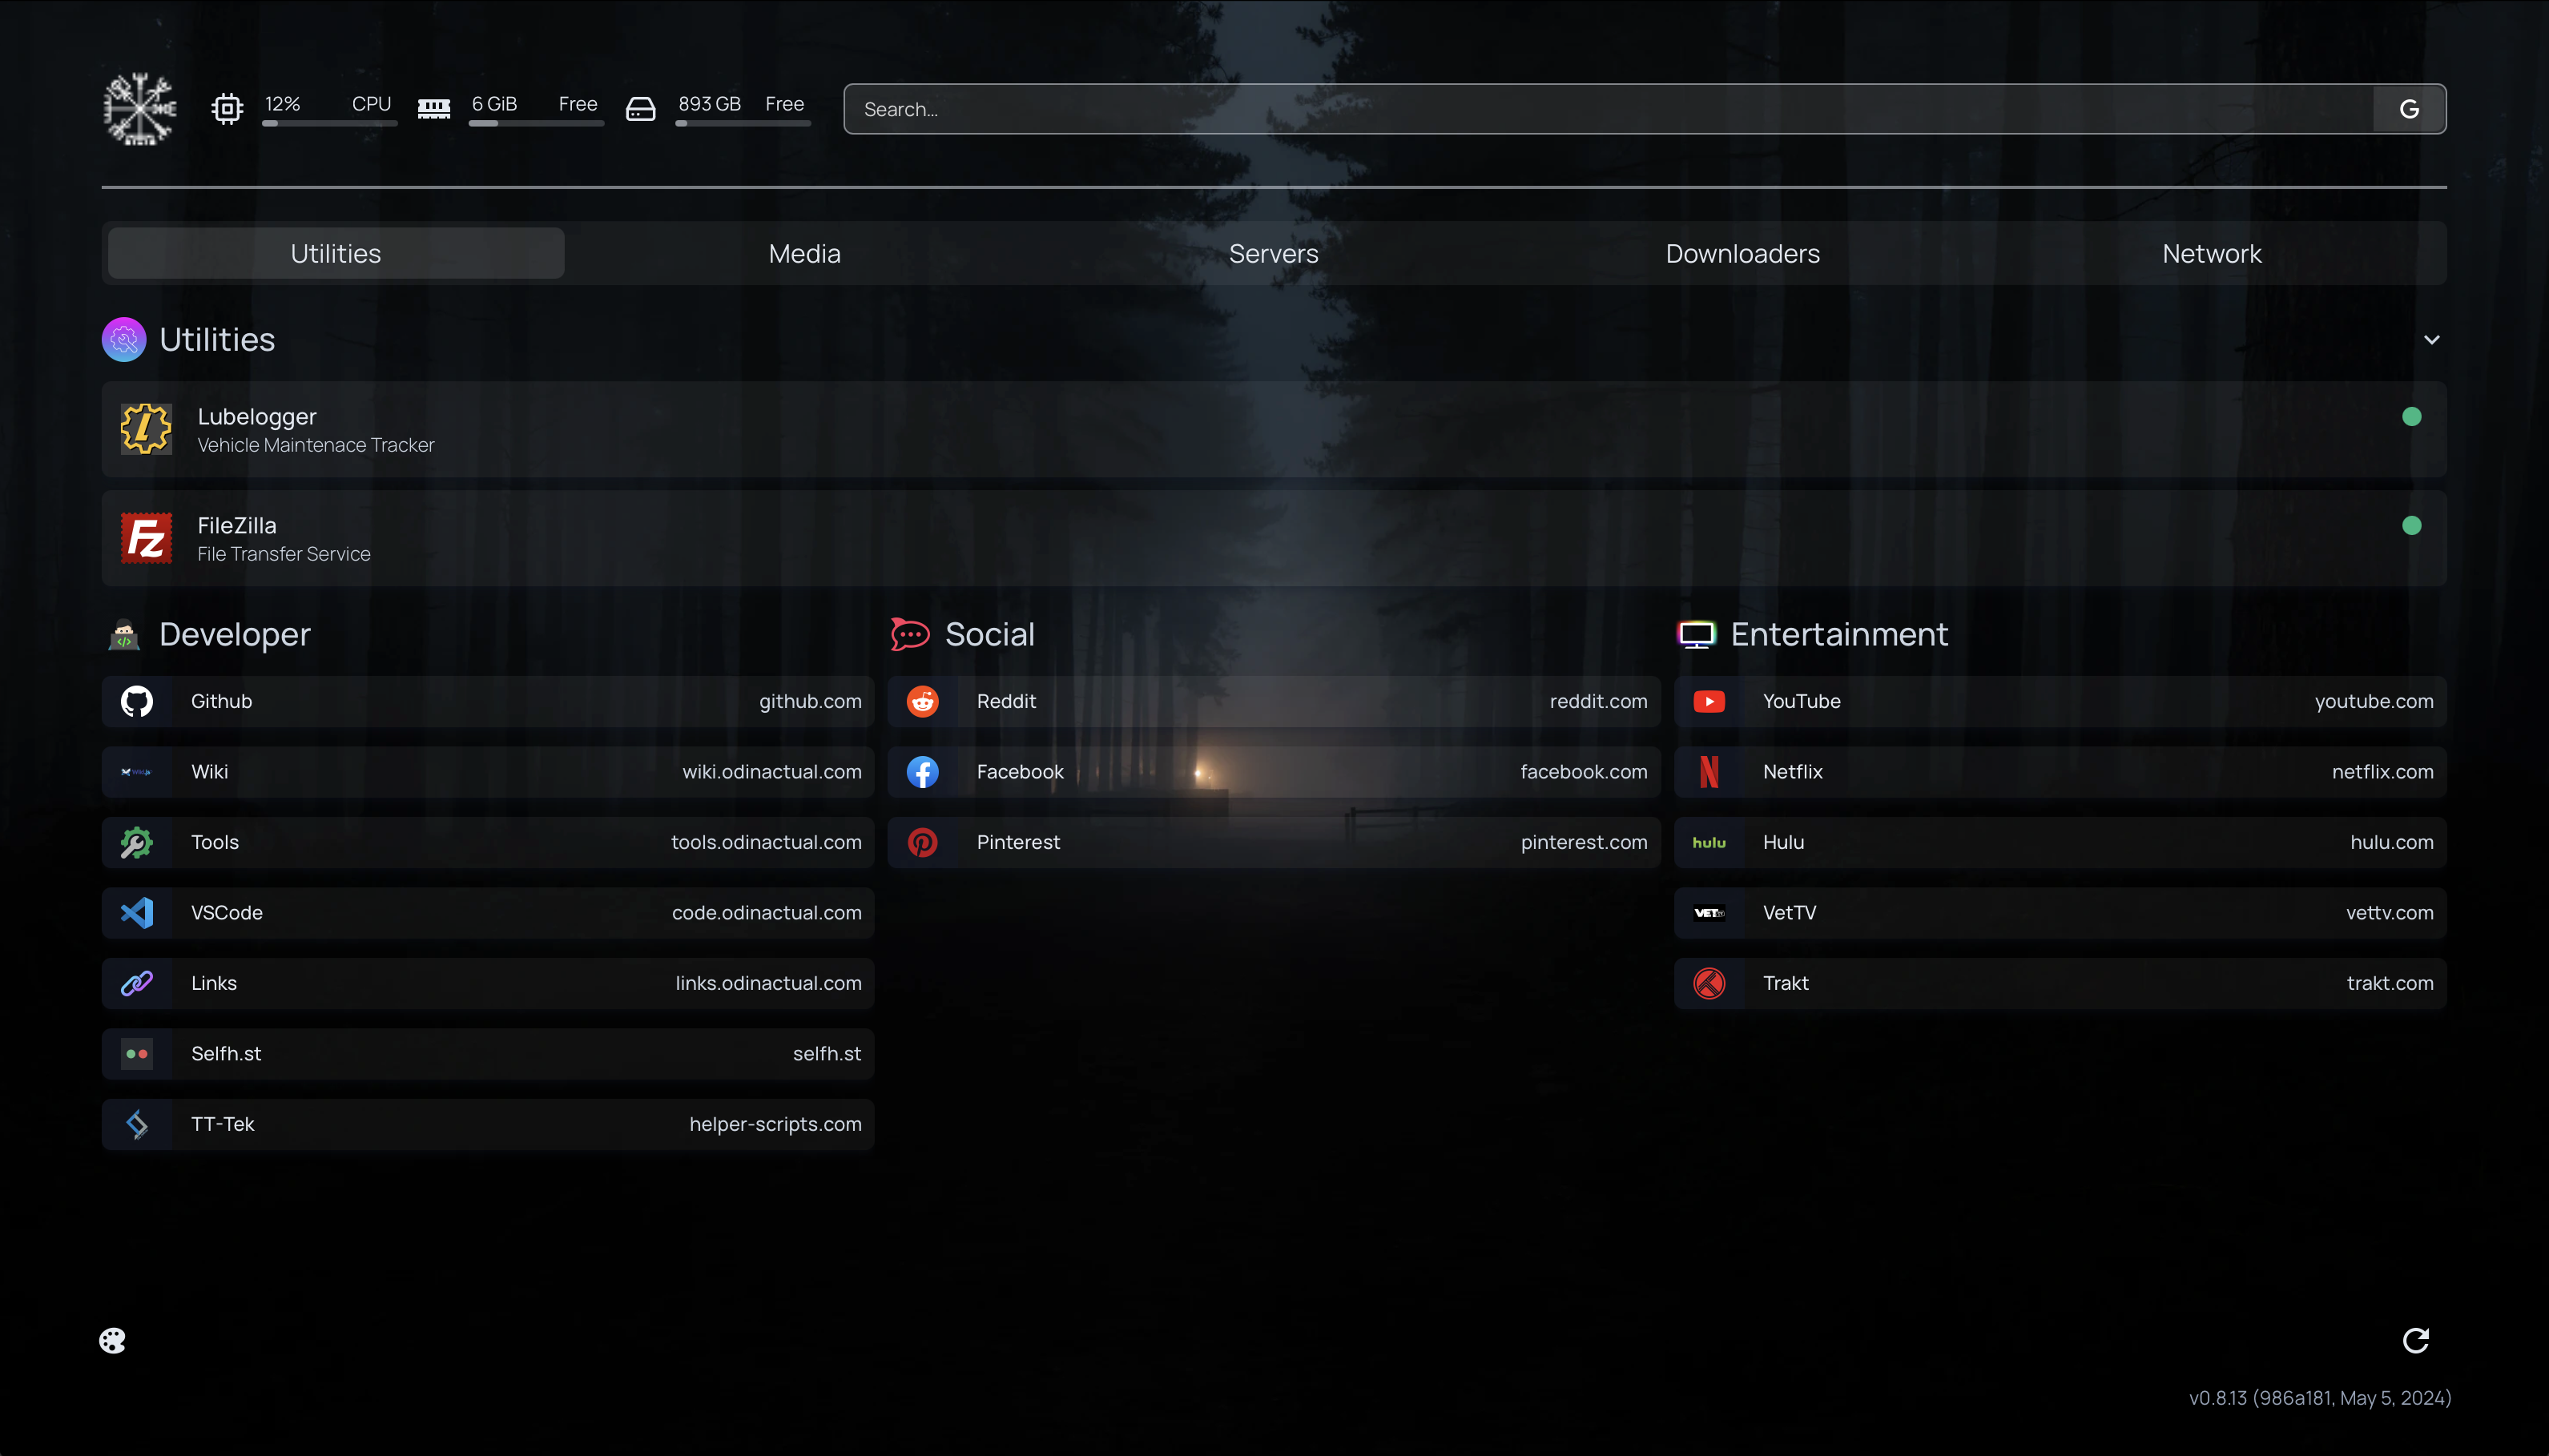 12% CPU 6 GiB Free 893 GB Free Search... G
Utilities Media Servers Downloaders Network
Utilities
Lubelogger
Vehicle Maintenace Tracker
FileZilla
File Transfer Service
Developer
Github github.com
Wiki wiki.odinactual.com
Tools tools.odinactual.com
VSCode code.odinactual.com
Links links.odinactual.com
Selfh.st selfh.st
TT-Tek helper-scripts.com
Social
Reddit reddit.com
Facebook facebook.com
Pinterest pinterest.com
Entertainment
YouTube youtube.com
Netflix netflix.com
hulu Hulu hulu.com
VET VetTV vettv.com
Trakt trakt.com
v0.8.13 (986a181, May 5, 2024)